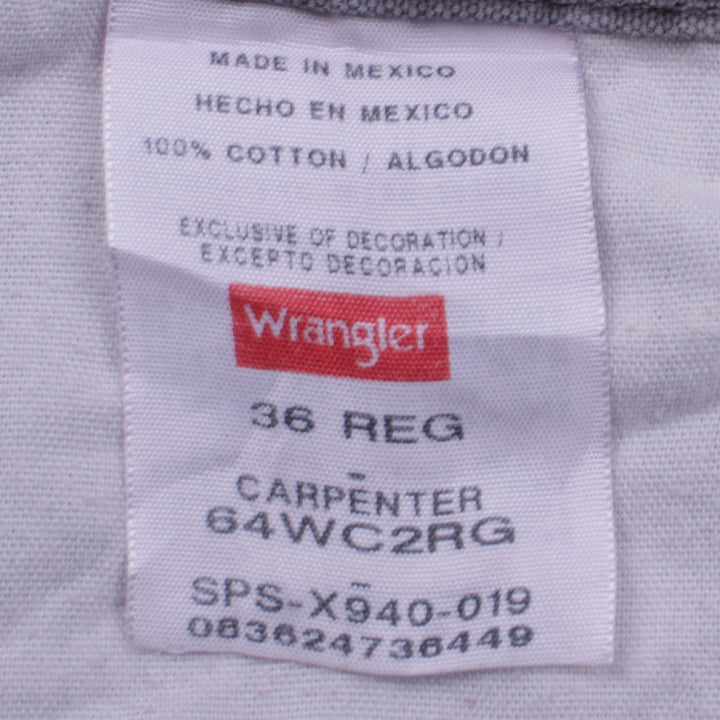 MADE IN MEXICO
HECHO EN MEXICO
100% COTTON / ALGODON
EXCLUSIVE OF DECORATION /
EXCEPTO DECORACION
Wrangler
36 REG
CARPENTER
64WC2RG
SPS-X940-019
083624736449